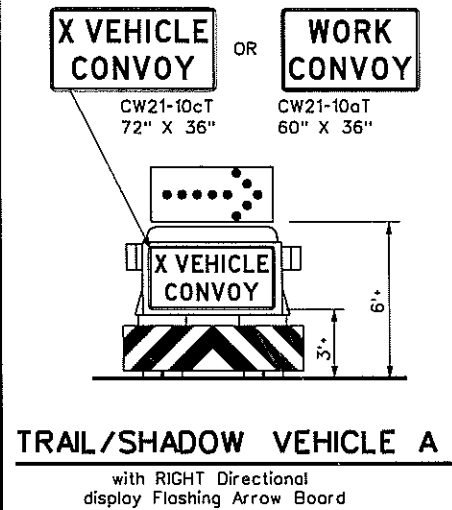 X VEHICLE
CONVOY
OR
WORK
CONVOY
CW21-10cT
72" X 36"
CW21-10aT
60" X 36"
X VEHICLE
CONVOY
6'+
3'+
TRAIL/SHADOW VEHICLE A
with RIGHT Directional
display Flashing Arrow Board